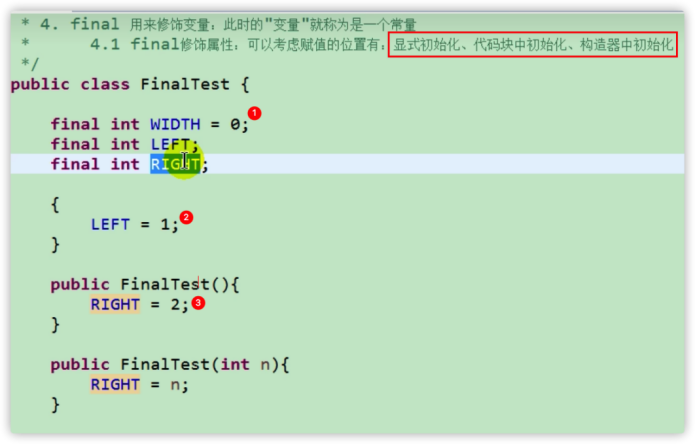 * 4. final 用来修饰变量：此时的"变量"就称为是一个常量
*       4.1 final修饰属性：可以考虑赋值的位置有：显式初始化、代码块中初始化、构造器中初始化
*/
public class FinalTest {
    final int WIDTH = 0; 1
    final int LEFT;
    final int RIGHT;
    {
        LEFT = 1; 2
    }
    public FinalTest(){
        RIGHT = 2; 3
    }
    public FinalTest(int n){
        RIGHT = n;
    }